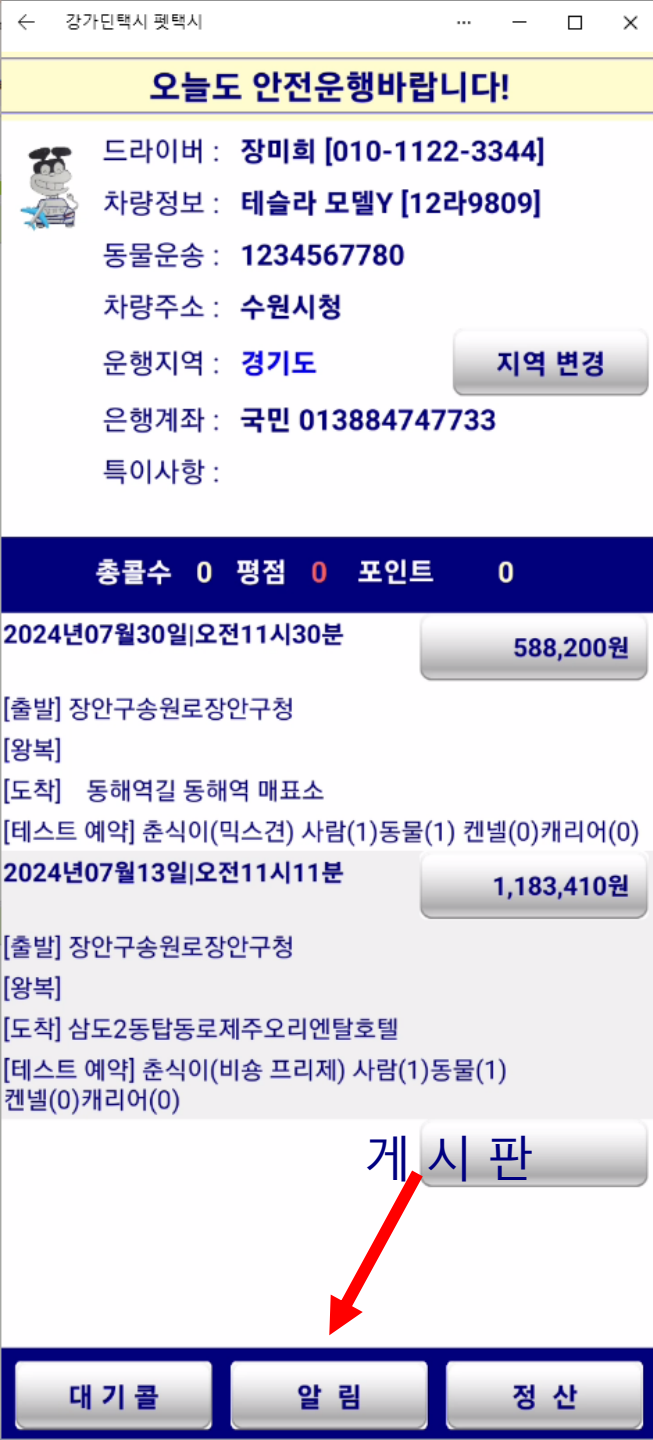 강가딘택시 펫택시
오늘도 안전운행바랍니다!
드라이버 : 장미희 [010-1122-3344]
차량정보 : 테슬라 모델Y [12라9809]
동물운송 : 1234567780
차량주소 : 수원시청
운행지역 : 경기도 지역 변경
은행계좌 : 국민 013884747733
특이사항 :
총콜수 0 평점 0 포인트 0
2024년07월30일|오전11시30분 588,200원
[출발] 장안구송원로장안구청
[왕복]
[도착] 동해역길 동해역 매표소
[테스트 예약] 춘식이(믹스견) 사람(1)동물(1) 켄넬(0)캐리어(0)
2024년07월13일|오전11시11분 1,183,410원
[출발] 장안구송원로장안구청
[왕복]
[도착] 삼도2동탑동로제주오리엔탈호텔
[테스트 예약] 춘식이(비숑 프리제) 사람(1)동물(1)
켄넬(0)캐리어(0)
게 시 판
대 기 콜 알 림 정 산